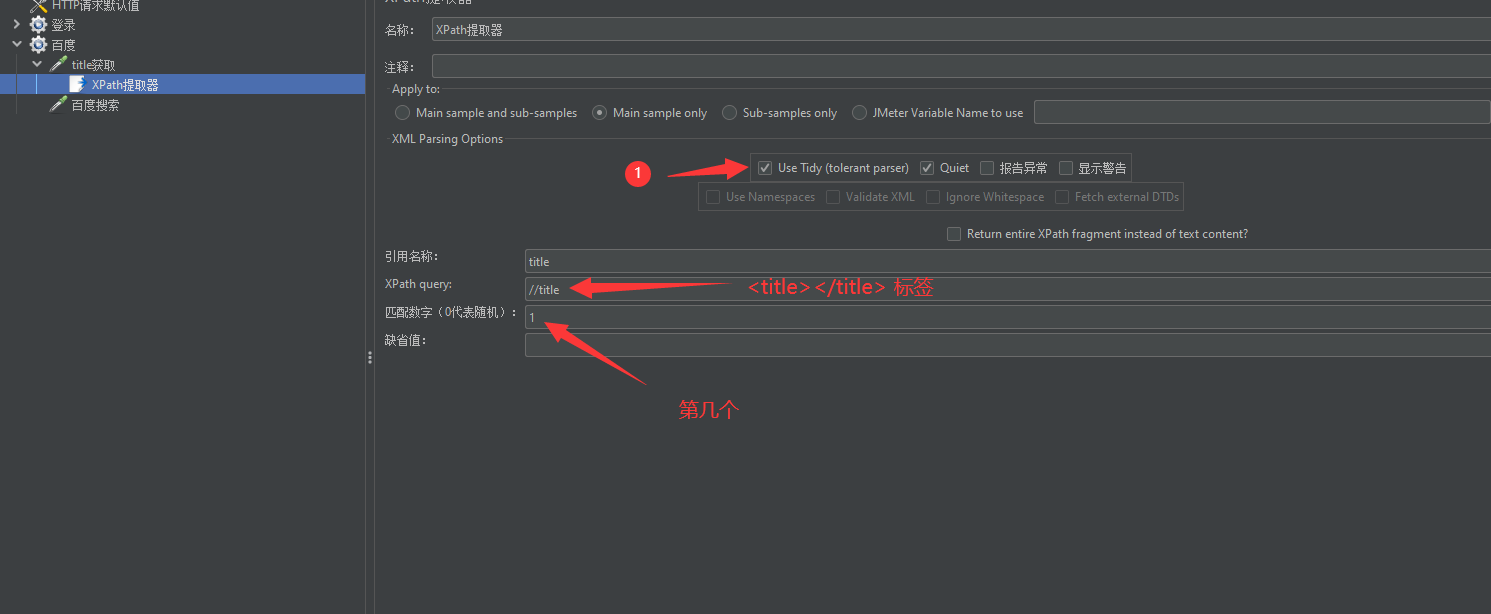 HTTP请求默认值
登录
百度
title获取
XPath提取器
百度搜索
XPath提取器
名称：
XPath提取器
注释：
Apply to:
Main sample and sub-samples
Main sample only
Sub-samples only
JMeter Variable Name to use
XML Parsing Options
1
Use Tidy (tolerant parser)
Quiet
报告异常
显示警告
Use Namespaces
Validate XML
Ignore Whitespace
Fetch external DTDs
Return entire XPath fragment instead of text content?
引用名称：
title
XPath query:
//title
<title></title> 标签
匹配数字（0代表随机）：
1
缺省值：
第几个